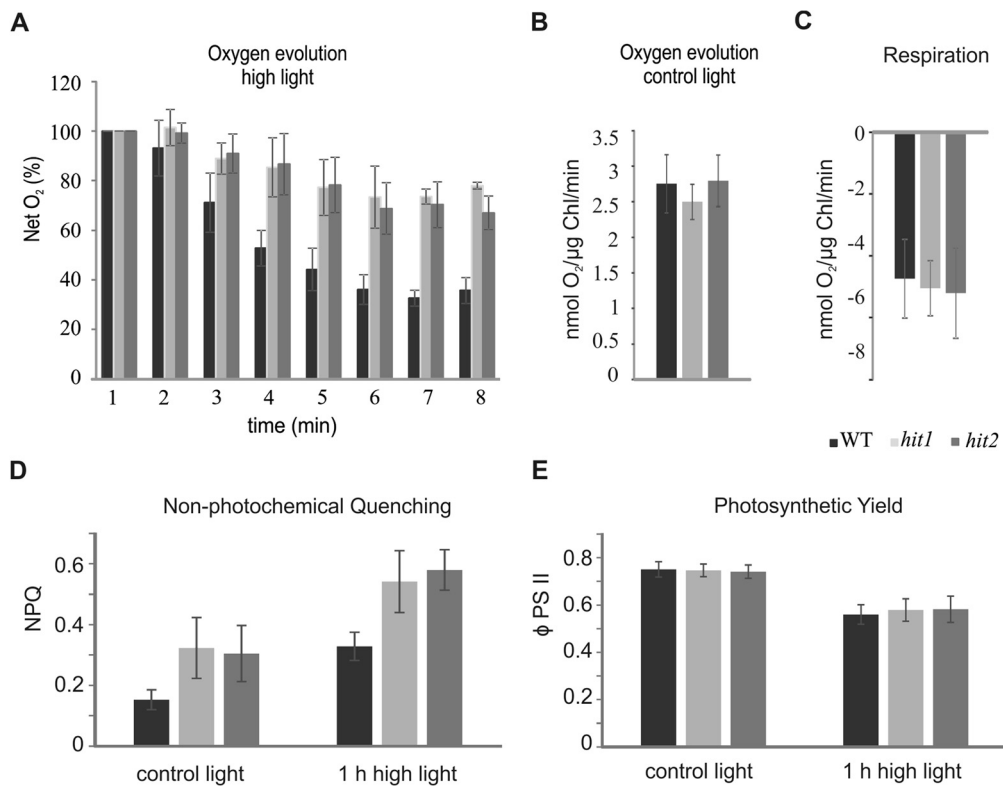 A
Oxygen evolution
high light
Net O₂ (%)
120
100
80
60
40
20
0
1 2 3 4 5 6 7 8
time (min)
B
Oxygen evolution
control light
nmol O₂/µg Chl/min
3.5
3
2.5
2
1.5
1
0.5
0
C
Respiration
nmol O₂/µg Chl/min
0
-2
-4
-6
-8
WT hit1 hit2
D
Non-photochemical Quenching
NPQ
0.6
0.4
0.2
0
control light 1 h high light
E
Photosynthetic Yield
ϕ PS II
0.8
0.6
0.4
0.2
0
control light 1 h high light